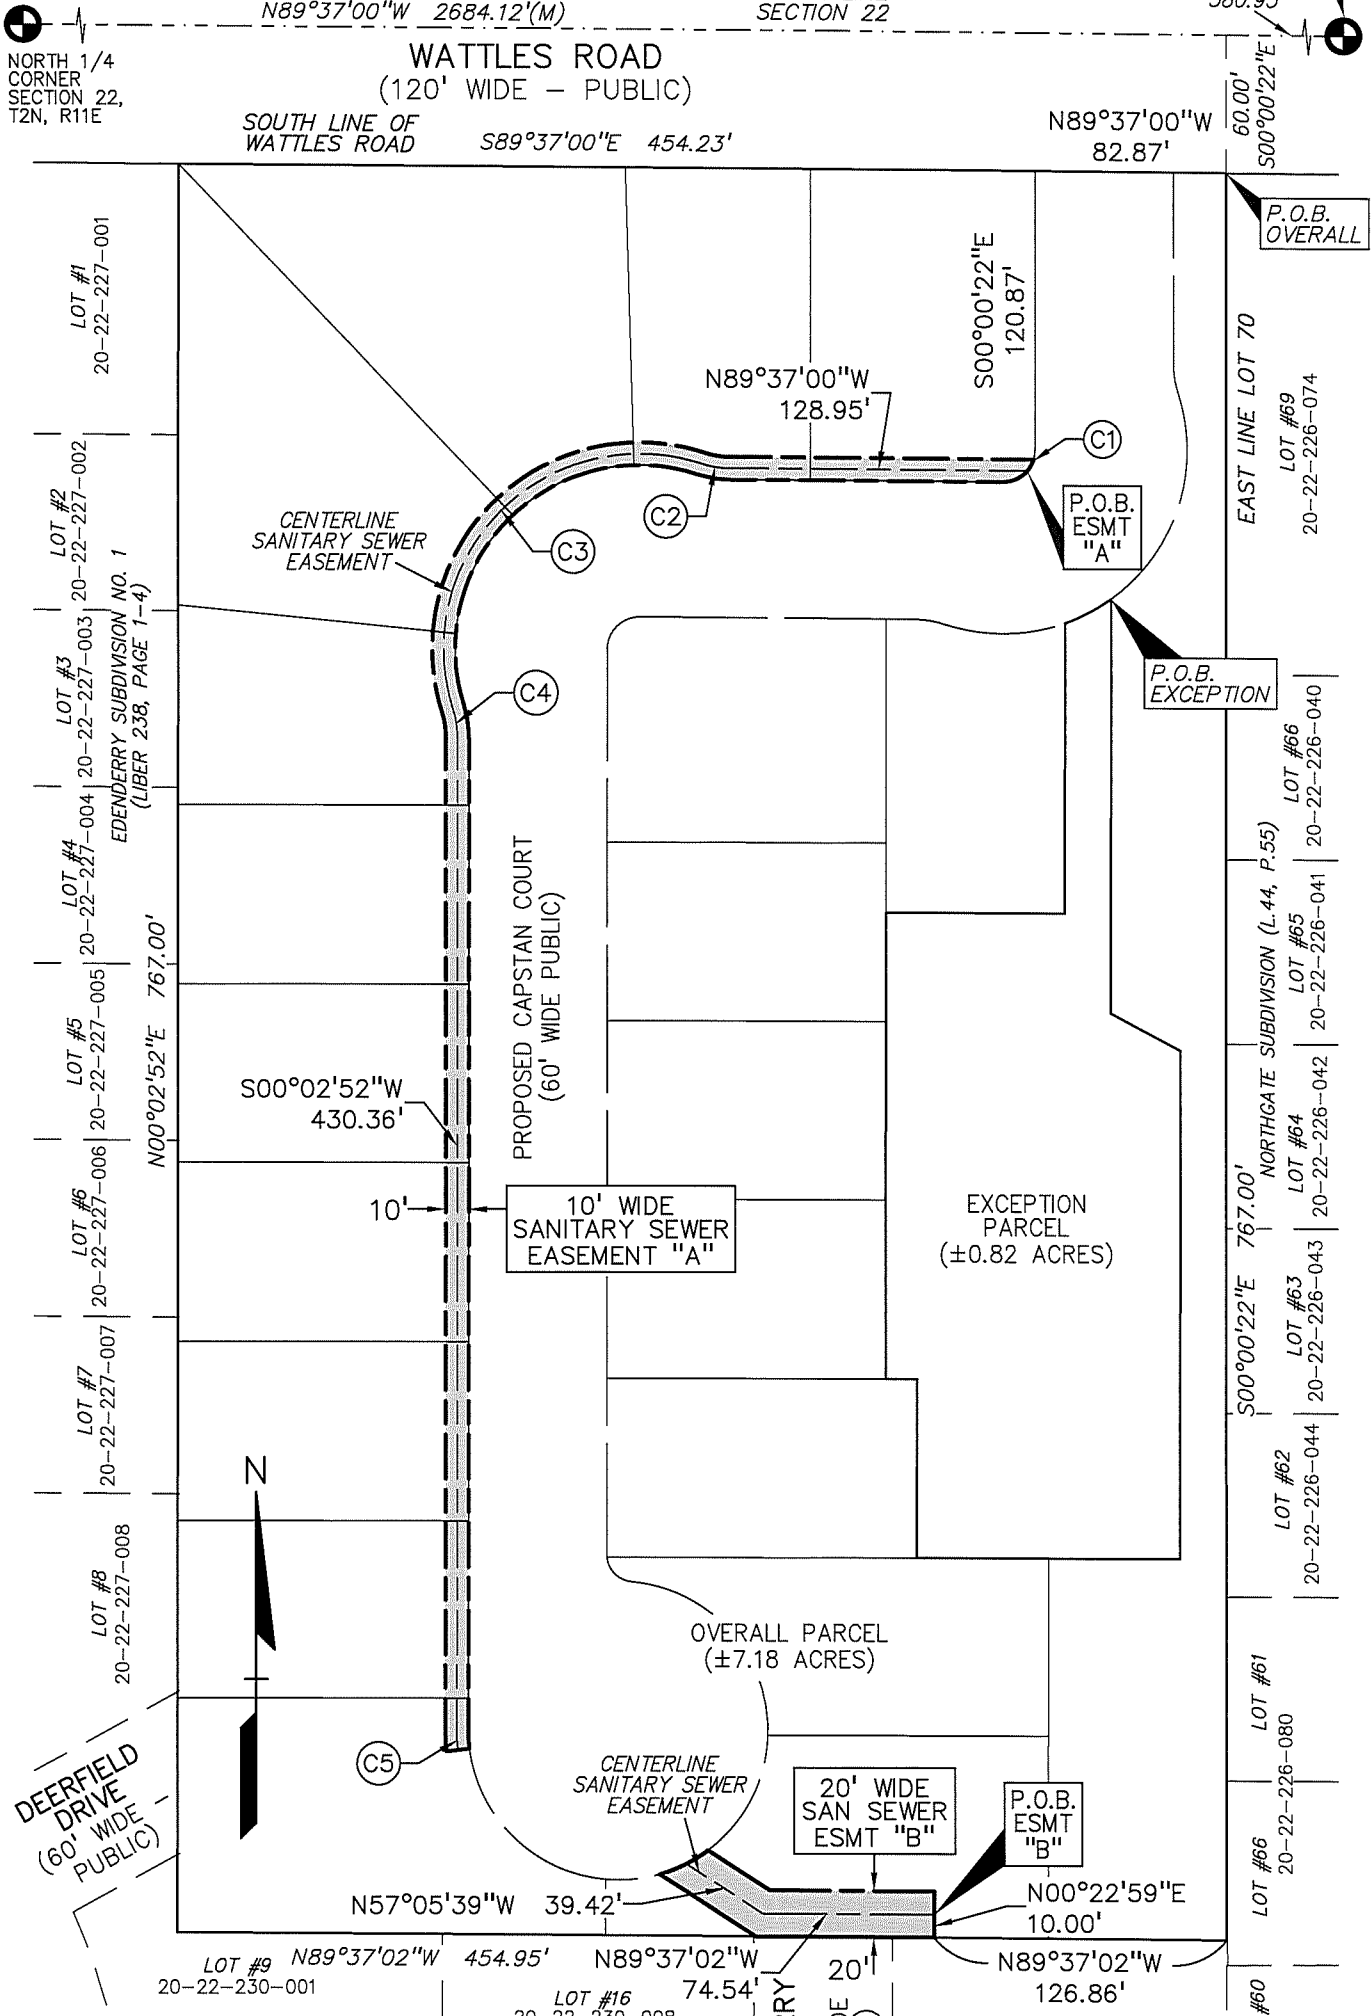 N89°37'00"W 2684.12'(M)
SECTION 22
NORTH 1/4
CORNER
SECTION 22,
T2N, R11E
WATTLES ROAD
(120' WIDE – PUBLIC)
SOUTH LINE OF
WATTLES ROAD
S89°37'00"E 454.23'
N89°37'00"W
82.87'
60.00'
S00°00'22"E
P.O.B.
OVERALL
LOT #1
20–22–227–001
S00°00'22"E
120.87'
N89°37'00"W
128.95'
C1
EAST LINE LOT 70
LOT #69
20–22–226–074
LOT #2
20–22–227–002
C2
P.O.B.
ESMT
"A"
CENTERLINE
SANITARY SEWER
EASEMENT
C3
EDENDERRY SUBDIVISION NO. 1
(LIBER 238, PAGE 1–4)
LOT #3
20–22–227–003
C4
P.O.B.
EXCEPTION
LOT #66
20–22–226–040
LOT #4
20–22–227–004
PROPOSED CAPSTAN COURT
(60' WIDE PUBLIC)
NORTHGATE SUBDIVISION (L.44, P.55)
LOT #65
20–22–226–041
N00°02'52"E 767.00'
LOT #5
20–22–227–005
S00°02'52"W
430.36'
LOT #64
20–22–226–042
LOT #6
20–22–227–006
10'
10' WIDE
SANITARY SEWER
EASEMENT "A"
EXCEPTION
PARCEL
(±0.82 ACRES)
S00°00'22"E 767.00'
LOT #63
20–22–226–043
LOT #7
20–22–227–007
N
LOT #62
20–22–226–044
LOT #8
20–22–227–008
OVERALL PARCEL
(±7.18 ACRES)
LOT #61
20–22–226–080
C5
DEERFIELD
DRIVE
(60' WIDE
PUBLIC)
CENTERLINE
SANITARY SEWER
EASEMENT
20' WIDE
SAN SEWER
ESMT "B"
P.O.B.
ESMT
"B"
LOT #66
N57°05'39"W 39.42'
N00°22'59"E
10.00'
LOT #9
20–22–230–001
N89°37'02"W 454.95'
N89°37'02"W
74.54'
20'
N89°37'02"W
126.86'
LOT #16
#60